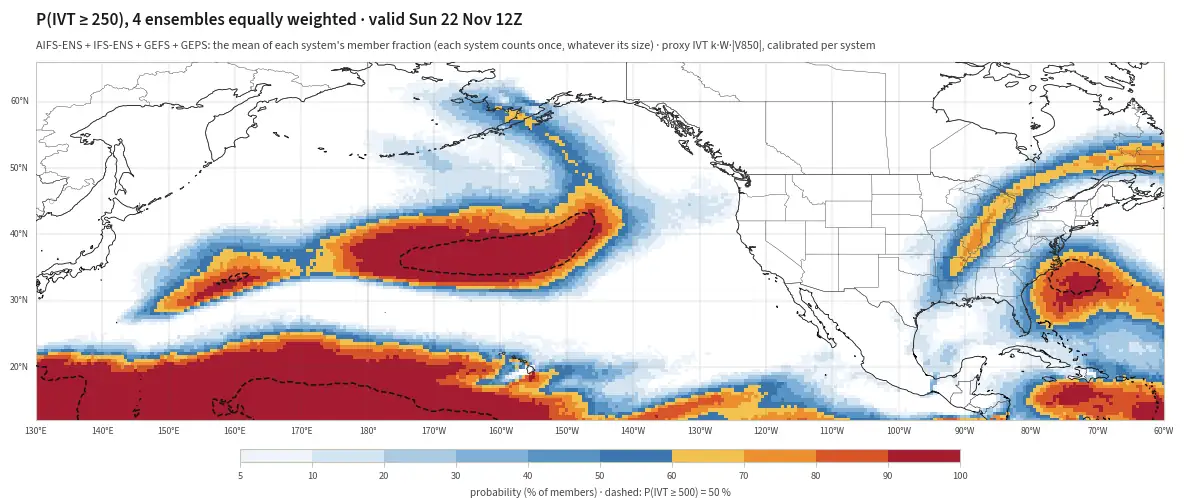 P(IVT ≥ 250), 4 ensembles equally weighted · valid Sun 22 Nov 12Z
AIFS-ENS + IFS-ENS + GEFS + GEPS: the mean of each system's member fraction (each system counts once, whatever its size) · proxy IVT k·W·|V850|, calibrated per system
60°N
50°N
40°N
30°N
20°N
130°E 140°E 150°E 160°E 170°E 180° 170°W 160°W 150°W 140°W 130°W 120°W 110°W 100°W 90°W 80°W 70°W 60°W
5 10 20 30 40 50 60 70 80 90 100
probability (% of members) · dashed: P(IVT ≥ 500) = 50 %